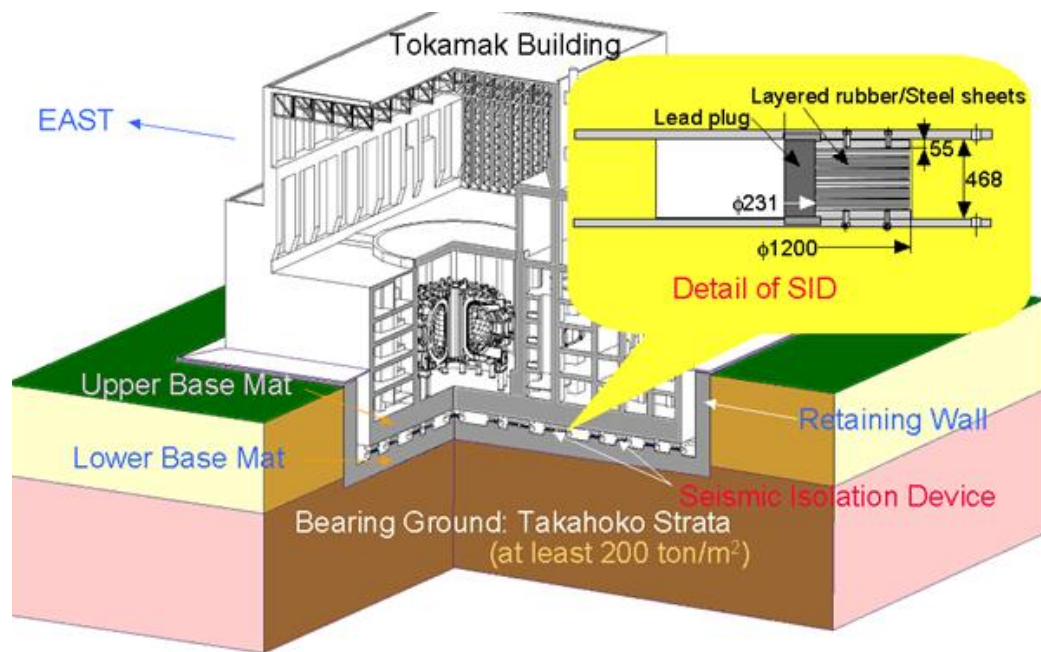 Tokamak Building
EAST
Layered rubber/Steel sheets
Lead plug
55
468
ϕ231
ϕ1200
Detail of SID
Upper Base Mat
Retaining Wall
Lower Base Mat
Seismic Isolation Device
Bearing Ground: Takahoko Strata
(at least 200 ton/m²)